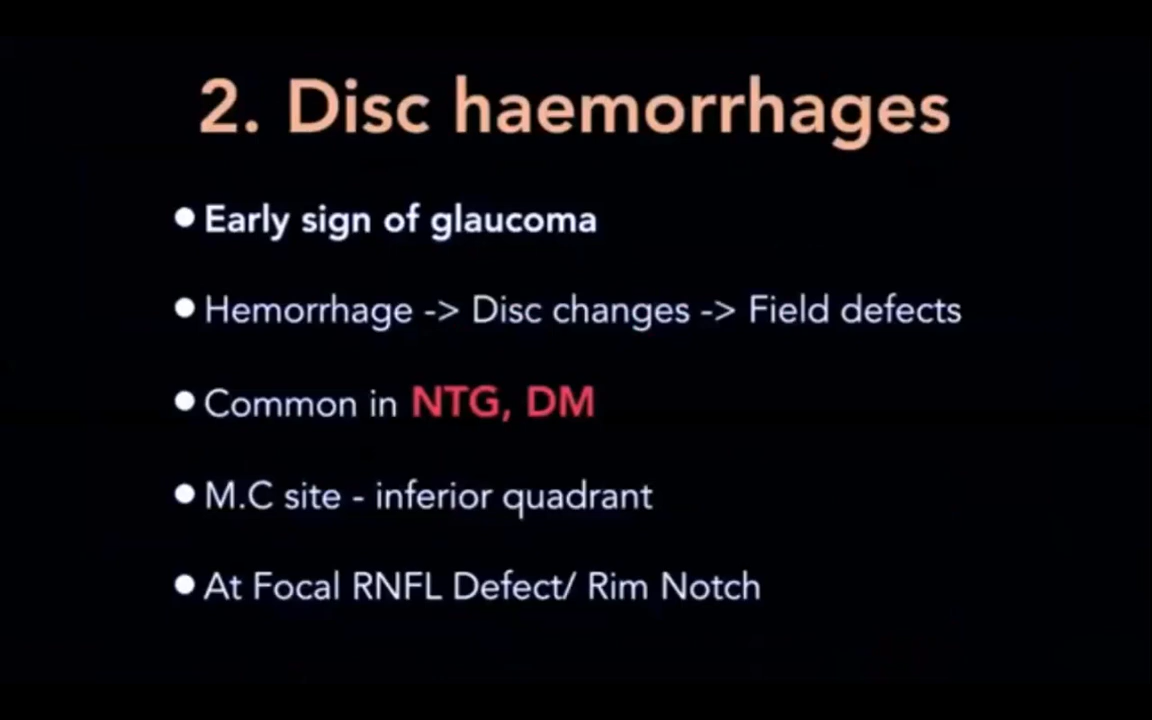 2. Disc haemorrhages
● Early sign of glaucoma
● Hemorrhage -> Disc changes -> Field defects
● Common in NTG, DM
● M.C site - inferior quadrant
● At Focal RNFL Defect/ Rim Notch